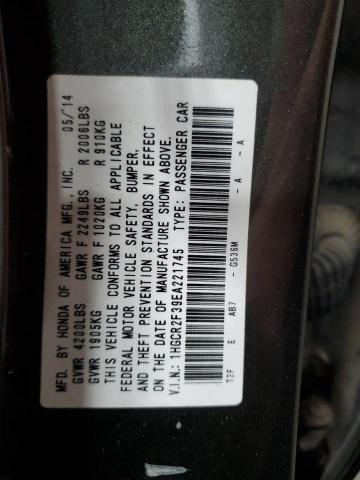 MFD. BY HONDA OF AMERICA MFG., INC. 05/'14
GVWR 4200LBS GAWR F 2249LBS R 2006LBS
GVWR 1905KG GAWR F 1020KG R 910KG
THIS VEHICLE CONFORMS TO ALL APPLICABLE
FEDERAL MOTOR VEHICLE SAFETY, BUMPER,
AND THEFT PREVENTION STANDARDS IN EFFECT
ON THE DATE OF MANUFACTURE SHOWN ABOVE.
V.I.N.: 1HGCR2F39EA221745 TYPE: PASSENGER CAR
T2F E AB7 - G536M - A - A